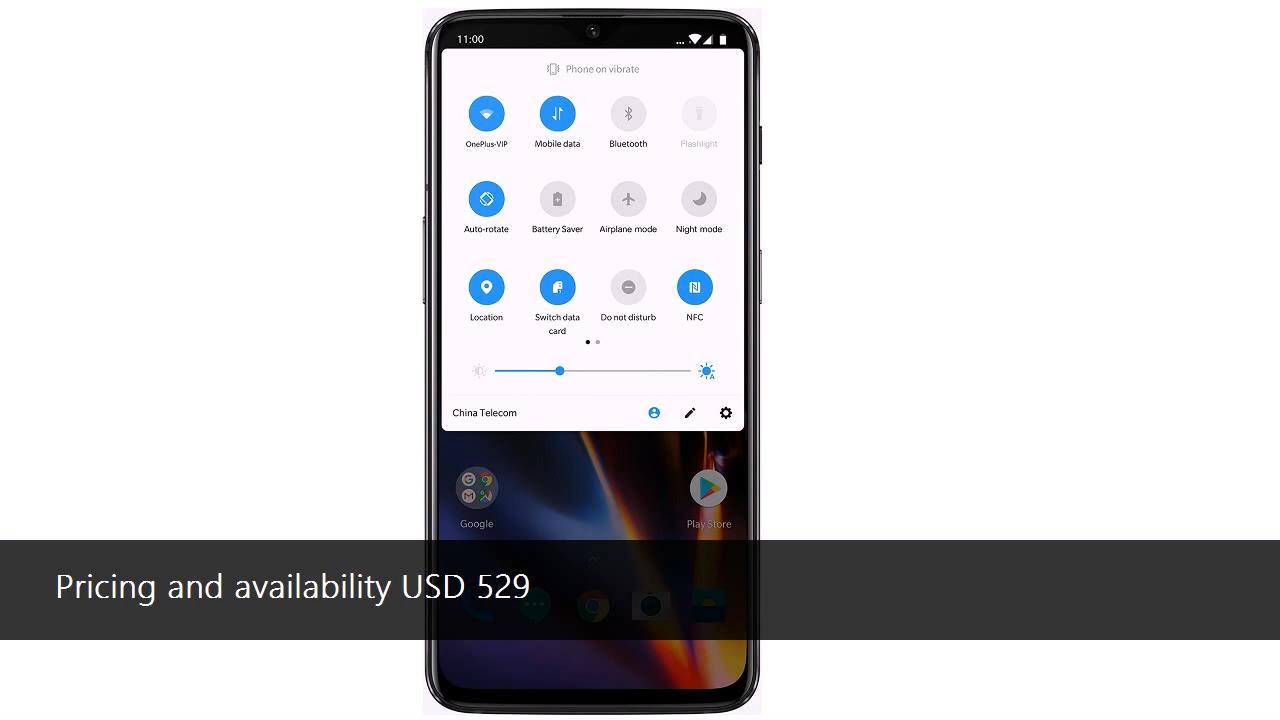 11:00
Phone on vibrate
OnePlus-VIP Mobile data Bluetooth Flashlight
Auto-rotate Battery Saver Airplane mode Night mode
Location Switch data card Do not disturb NFC
China Telecom
Google Play Store
Pricing and availability USD 529